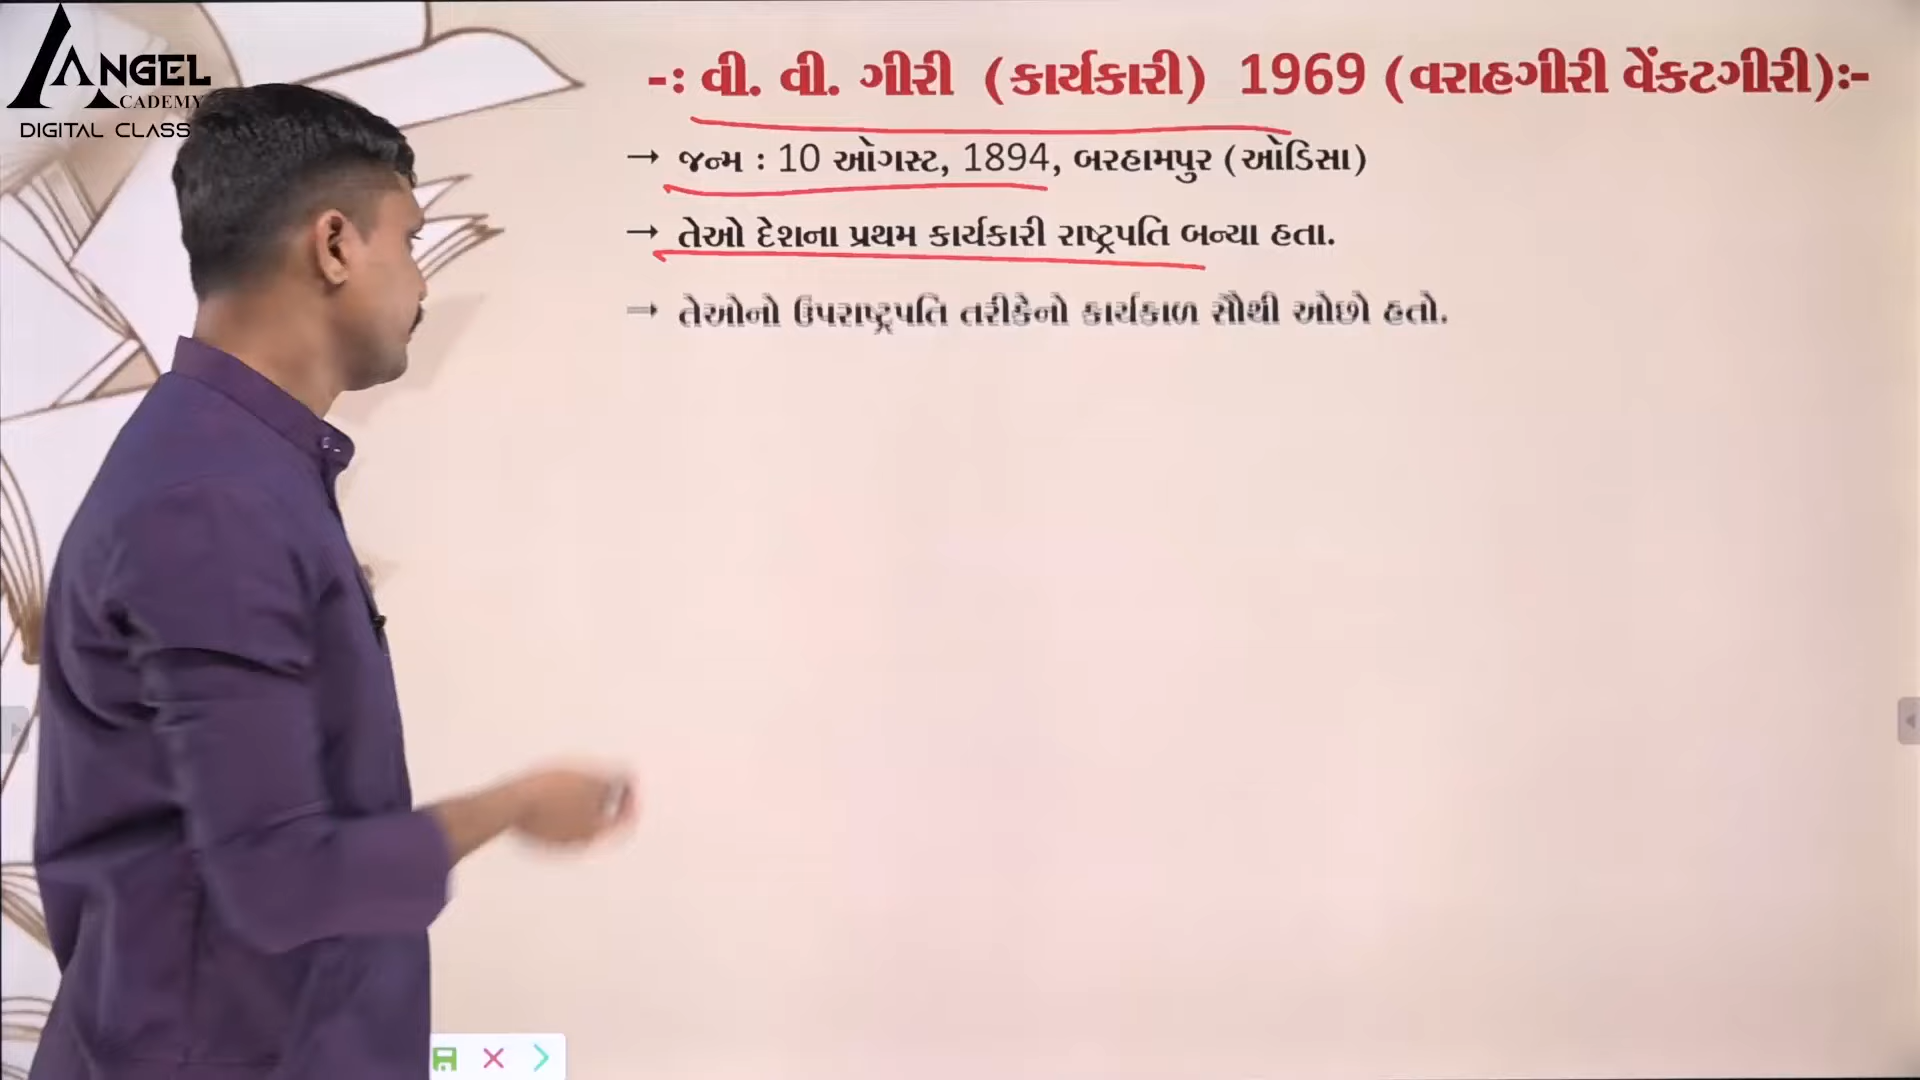 ANGEL
ACADEMY
DIGITAL CLASS
-ઃ વી. વી. ગીરી (કાર્યકારી) 1969 (વરાહગીરી વેંકટગીરી)ઃ-
→ જન્મ : 10 ઓગસ્ટ, 1894, બરહામપુર (ઓડિસા)
→ તેઓ દેશના પ્રથમ કાર્યકારી રાષ્ટ્રપતિ બન્યા હતા.
→ તેઓનો ઉપરાષ્ટ્રપતિ તરીકેનો કાર્યકાળ સૌથી ઓછો હતો.